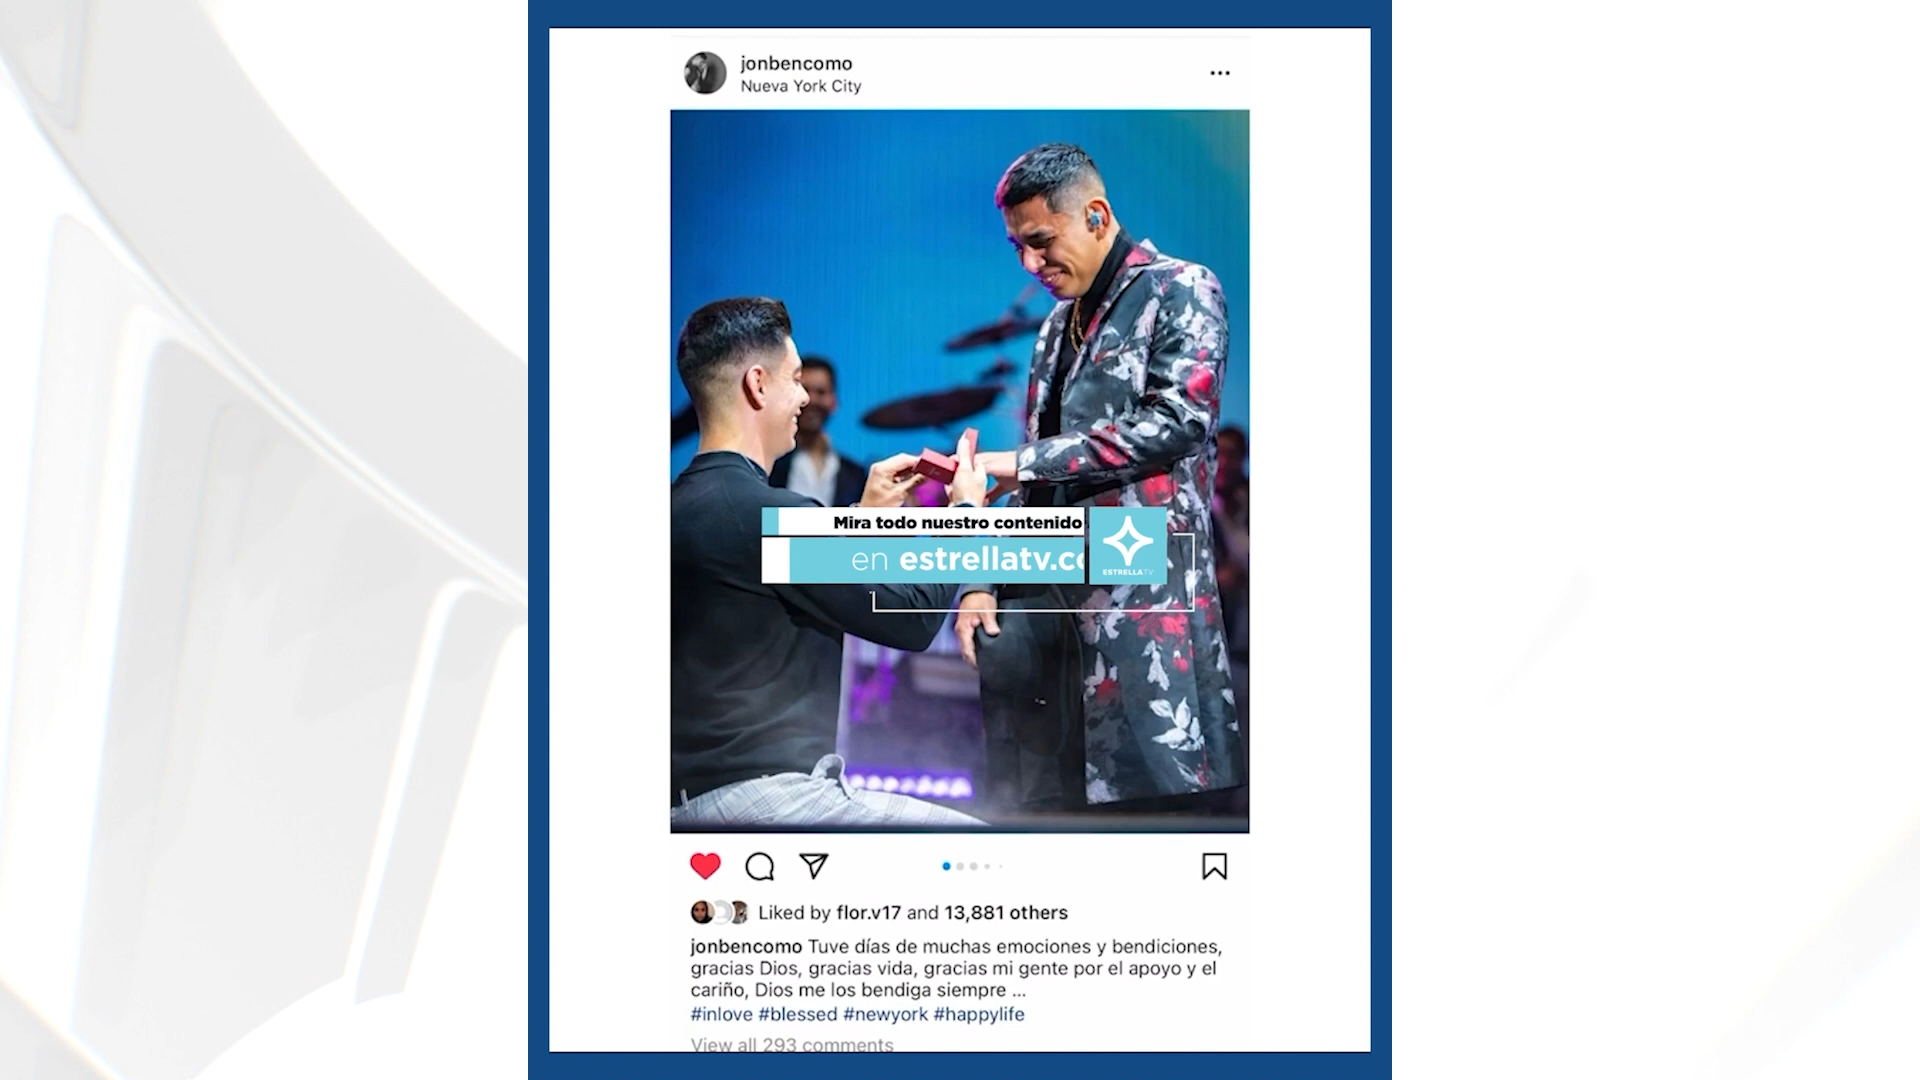 jonbencomo
Nueva York City
Mira todo nuestro contenido
en estrellatv.co
ESTRELLATV
Liked by flor.v17 and 13,881 others
jonbencomo Tuve días de muchas emociones y bendiciones,
gracias Dios, gracias vida, gracias mi gente por el apoyo y el
cariño, Dios me los bendiga siempre ...
#inlove #blessed #newyork #happylife
View all 293 comments